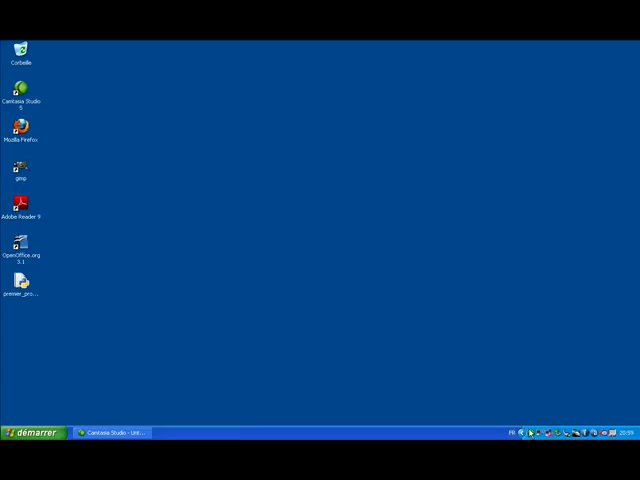 Corbeille
Camtasia Studio
5
Mozilla Firefox
gimp
Adobe Reader 9
OpenOffice.org
3.1
premier_pro...
démarrer
Camtasia Studio - Unt...
FR
20:59